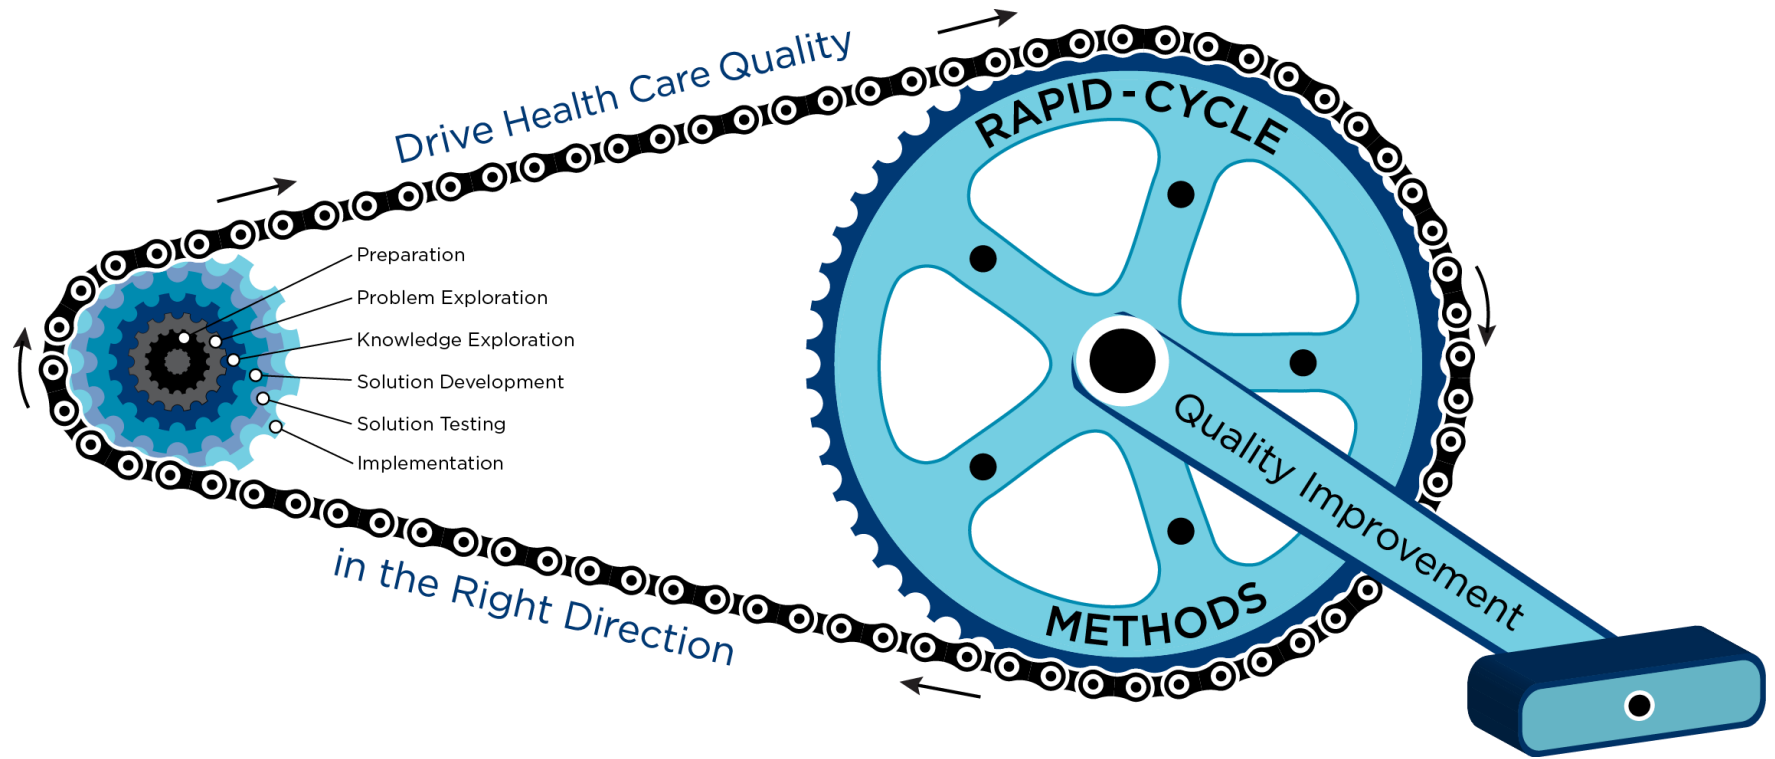 Drive Health Care Quality
RAPID-CYCLE
Preparation
Problem Exploration
Knowledge Exploration
Solution Development
Solution Testing
Implementation
Quality Improvement
METHODS
in the Right Direction